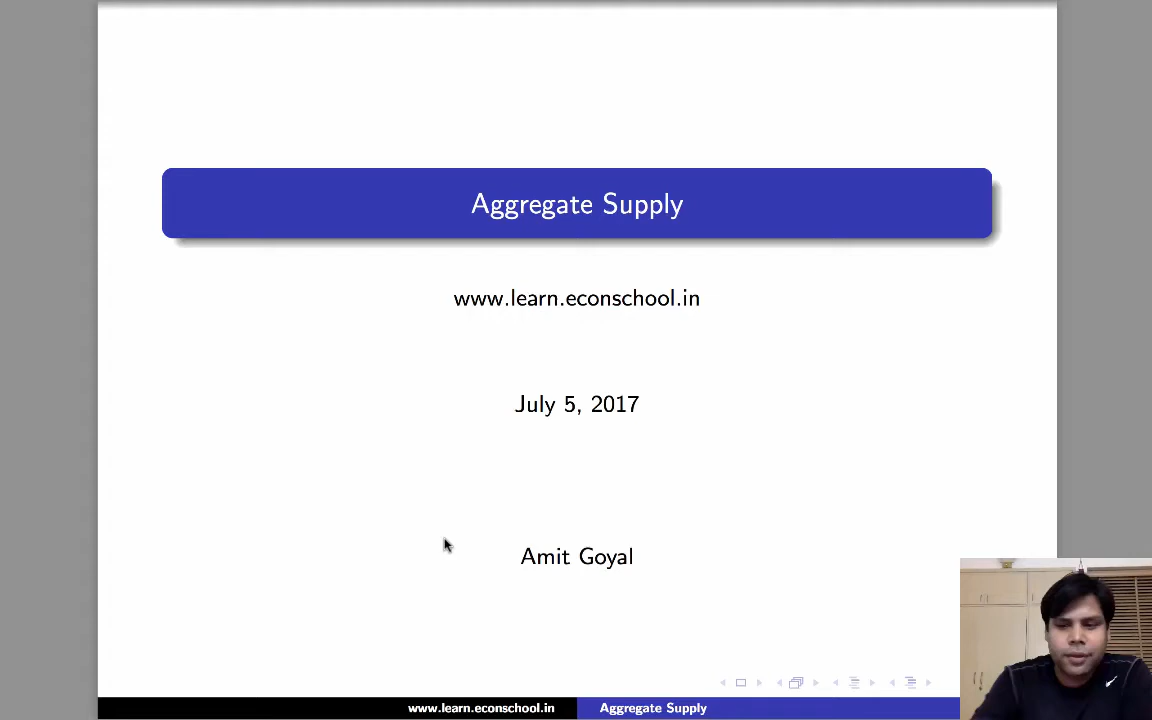 Aggregate Supply
www.learn.econschool.in
July 5, 2017
Amit Goyal
www.learn.econschool.in
Aggregate Supply